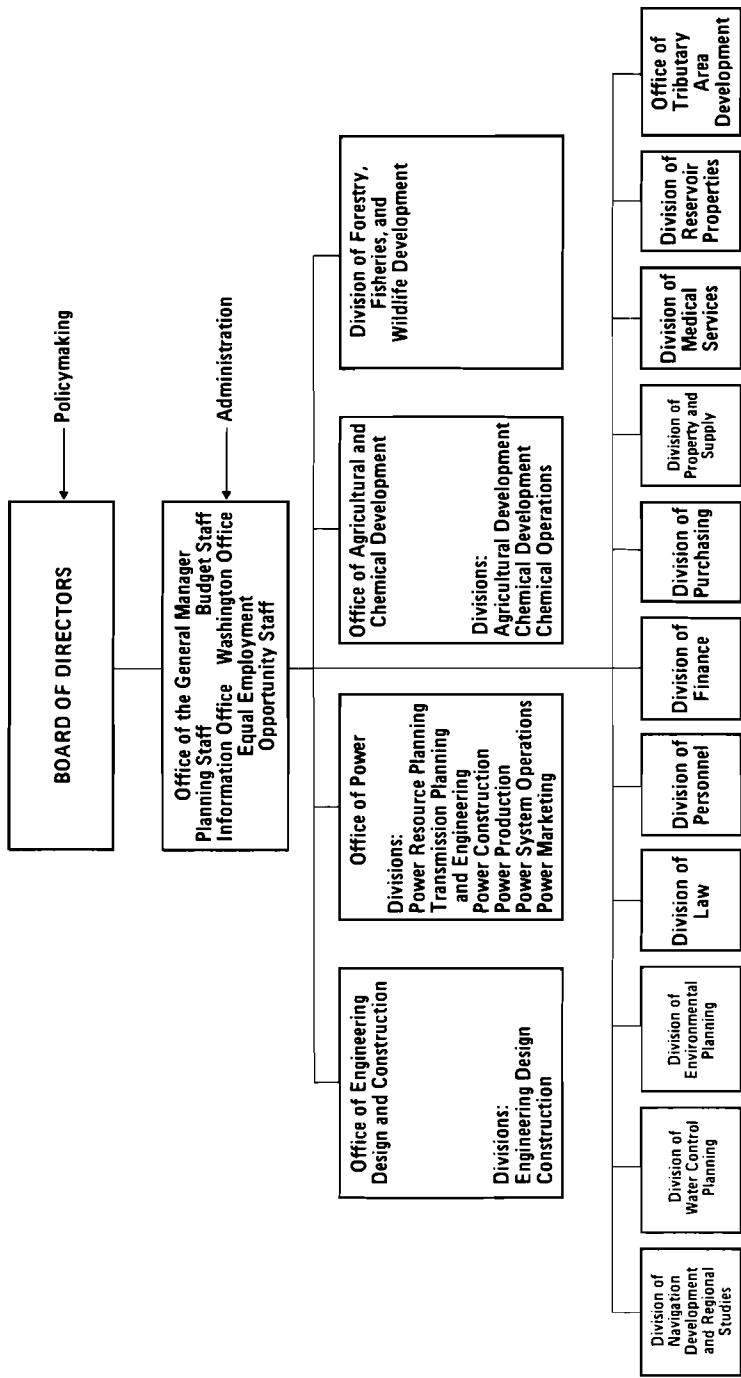 BOARD OF DIRECTORS
Policymaking
Office of the General Manager
Planning Staff Budget Staff
Information Office Washington Office
Equal Employment
Opportunity Staff
Administration
Office of Engineering
Design and Construction
Divisions:
Engineering Design
Construction
Office of Power
Divisions:
Power Resource Planning
Transmission Planning
and Engineering
Power Construction
Power Production
Power System Operations
Power Marketing
Office of Agricultural and
Chemical Development
Divisions:
Agricultural Development
Chemical Development
Chemical Operations
Division of Forestry,
Fisheries, and
Wildlife Development
Division of
Navigation
Development
and Regional
Studies
Division of
Water Control
Planning
Division of
Environmental
Planning
Division of
Law
Division of
Personnel
Division of
Finance
Division of
Purchasing
Division of
Property and
Supply
Division of
Medical
Services
Division of
Reservoir
Properties
Office of
Tributary
Area
Development